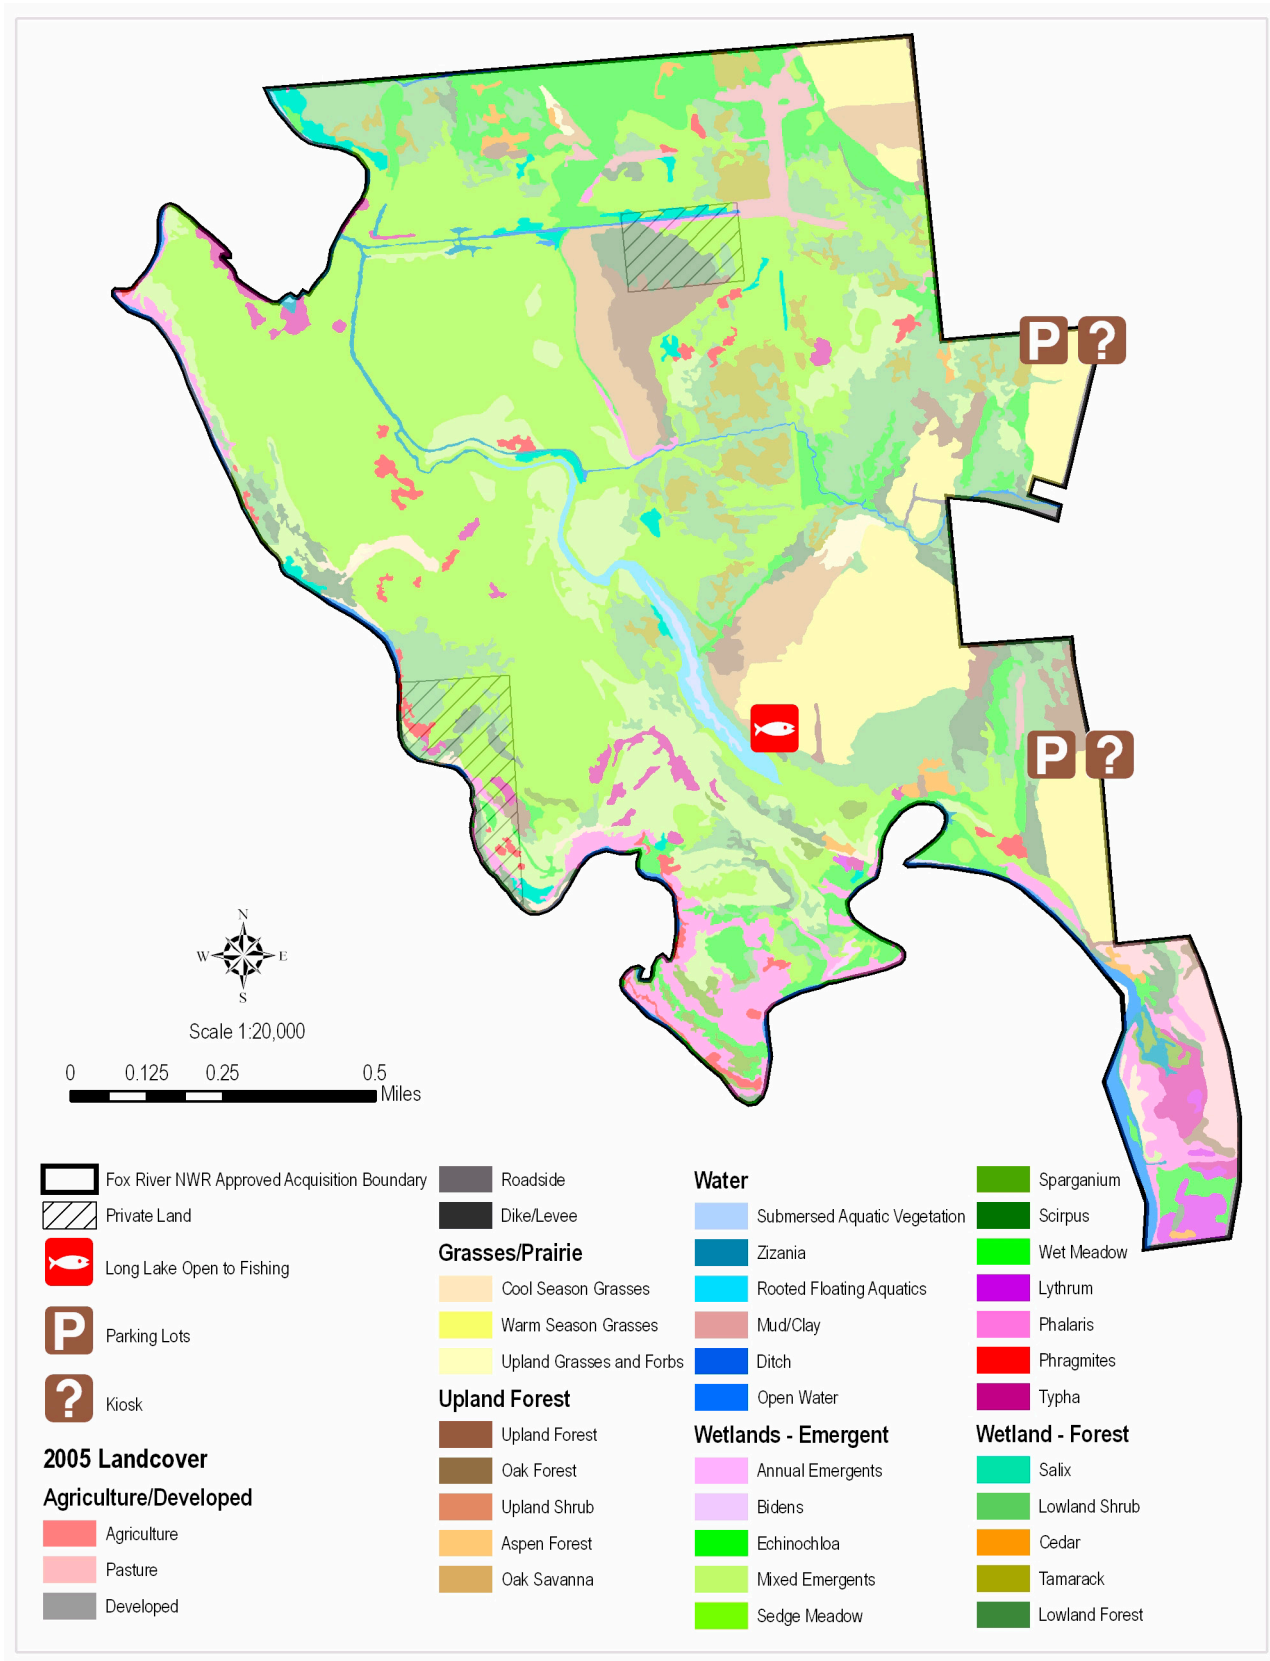 P ?
P ?
N
W E
S
Scale 1:20,000
0 0.125 0.25 0.5
Miles
Fox River NWR Approved Acquisition Boundary
Private Land
Long Lake Open to Fishing
P Parking Lots
? Kiosk
2005 Landcover
Agriculture/Developed
Agriculture
Pasture
Developed
Roadside
Dike/Levee
Grasses/Prairie
Cool Season Grasses
Warm Season Grasses
Upland Grasses and Forbs
Upland Forest
Upland Forest
Oak Forest
Upland Shrub
Aspen Forest
Oak Savanna
Water
Submersed Aquatic Vegetation
Zizania
Rooted Floating Aquatics
Mud/Clay
Ditch
Open Water
Wetlands - Emergent
Annual Emergents
Bidens
Echinochloa
Mixed Emergents
Sedge Meadow
Sparganium
Scirpus
Wet Meadow
Lythrum
Phalaris
Phragmites
Typha
Wetland - Forest
Salix
Lowland Shrub
Cedar
Tamarack
Lowland Forest